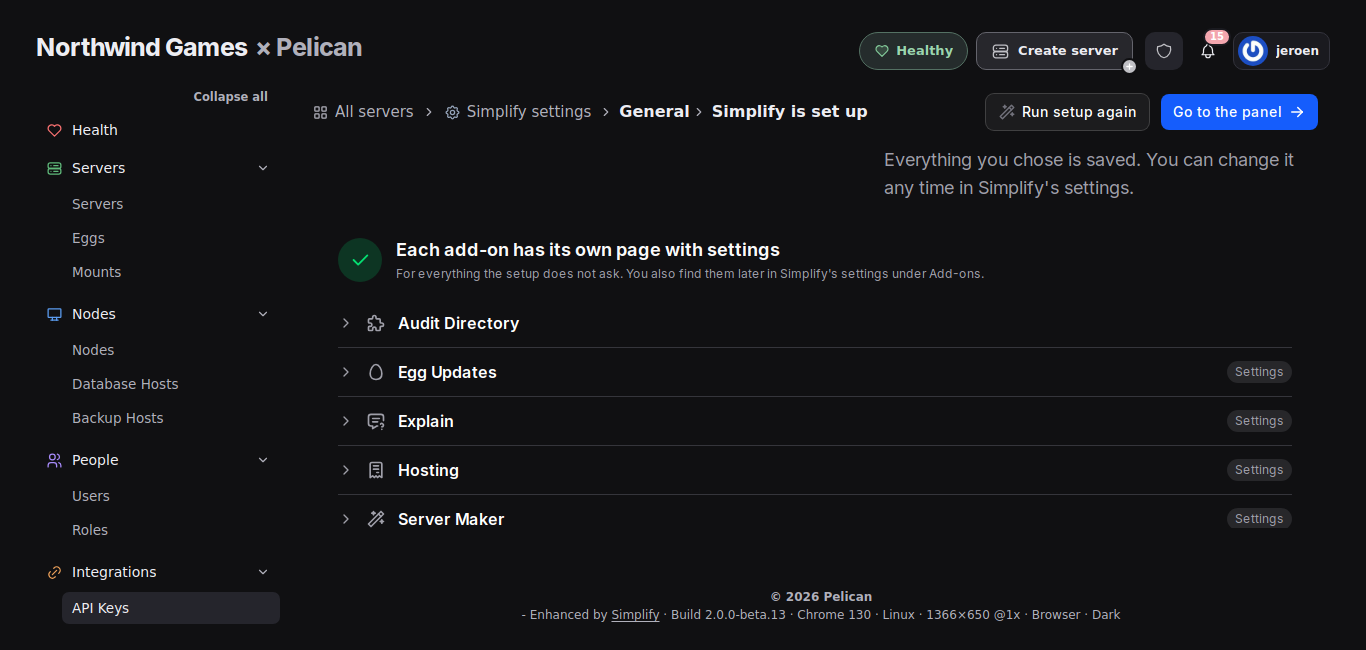 Northwind Games × Pelican
Healthy
Create server
15
jeroen
Collapse all
Health
Servers
Servers
Eggs
Mounts
Nodes
Nodes
Database Hosts
Backup Hosts
People
Users
Roles
Integrations
API Keys
All servers > Simplify settings > General > Simplify is set up
Run setup again
Go to the panel
Everything you chose is saved. You can change it
any time in Simplify's settings.
Each add-on has its own page with settings
For everything the setup does not ask. You also find them later in Simplify's settings under Add-ons.
Audit Directory
Egg Updates
Settings
Explain
Settings
Hosting
Settings
Server Maker
Settings
© 2026 Pelican
- Enhanced by Simplify · Build 2.0.0-beta.13 · Chrome 130 · Linux · 1366×650 @1x · Browser · Dark